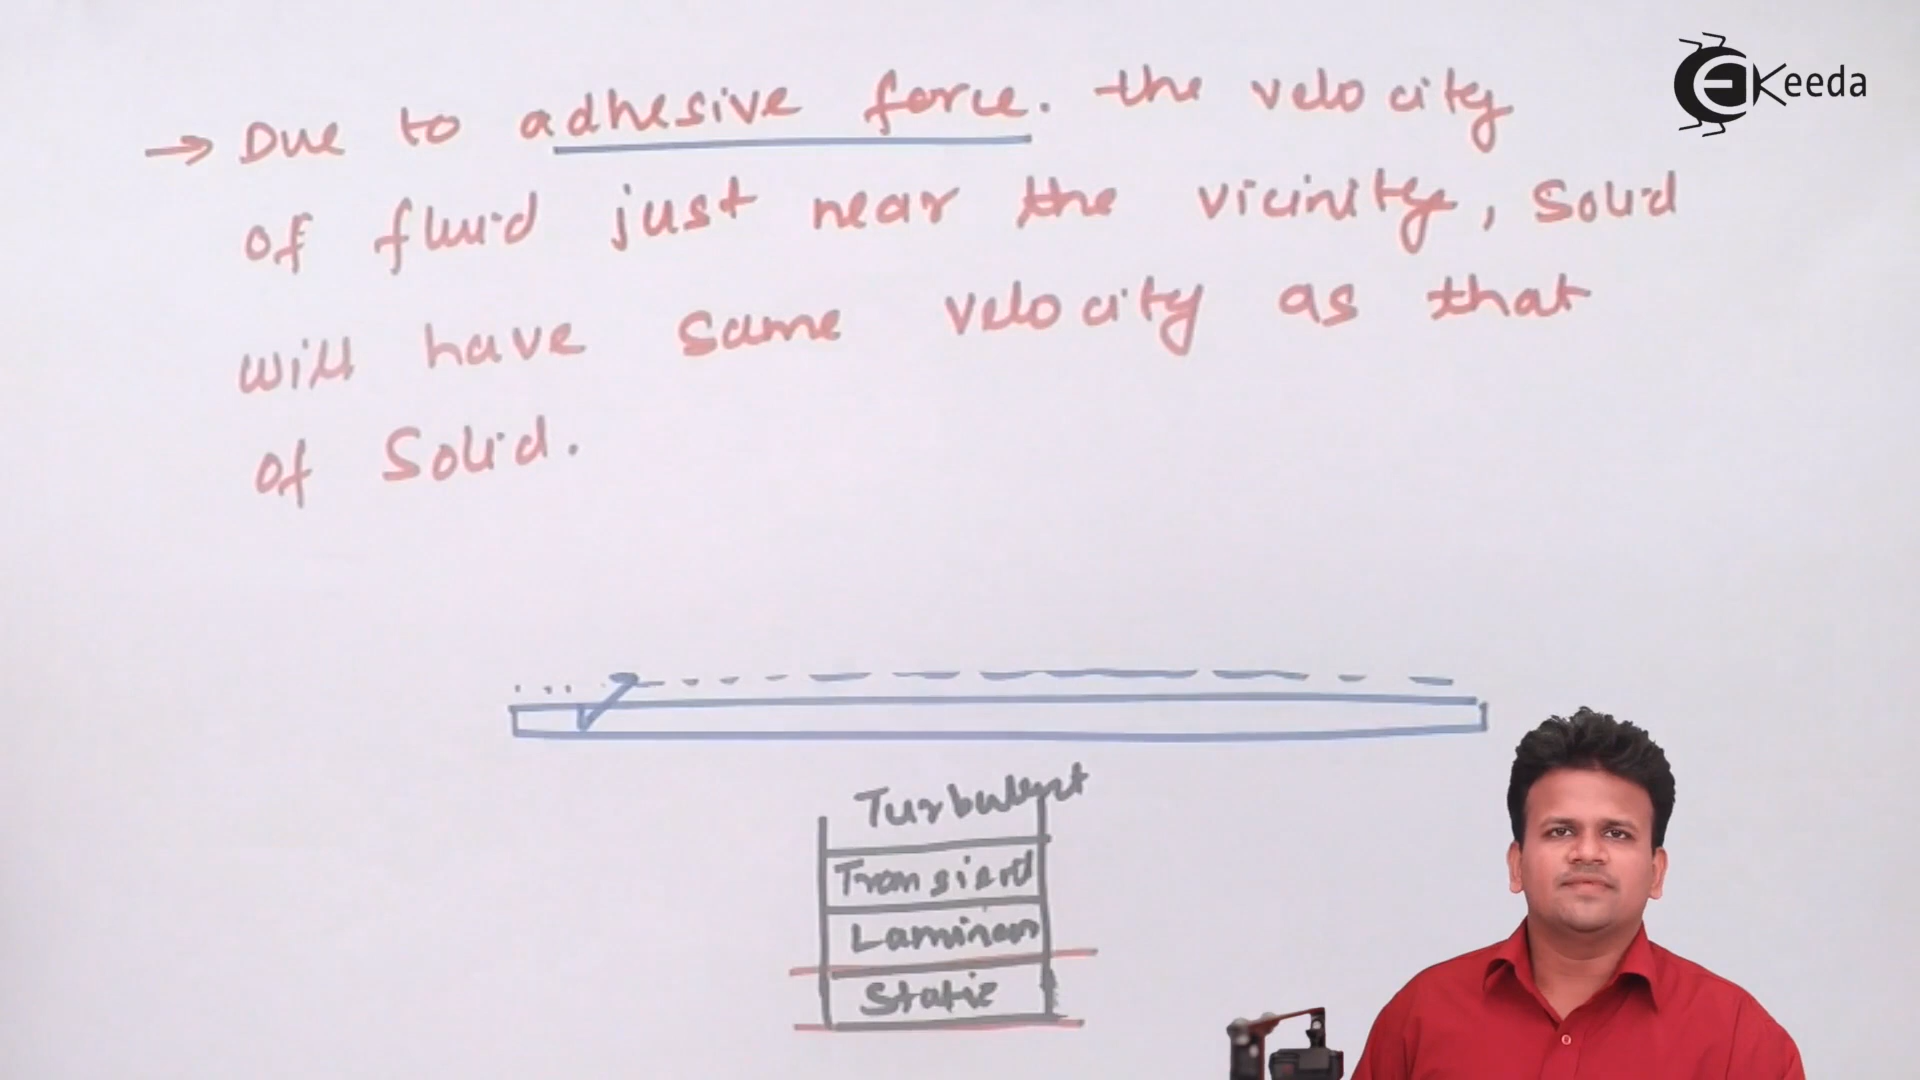 EKeeda
→ Due to adhesive force. the velocity
of fluid just near the vicinity, solid
will have same velocity as that
of solid.
Turbulent
Transient
Laminar
Static